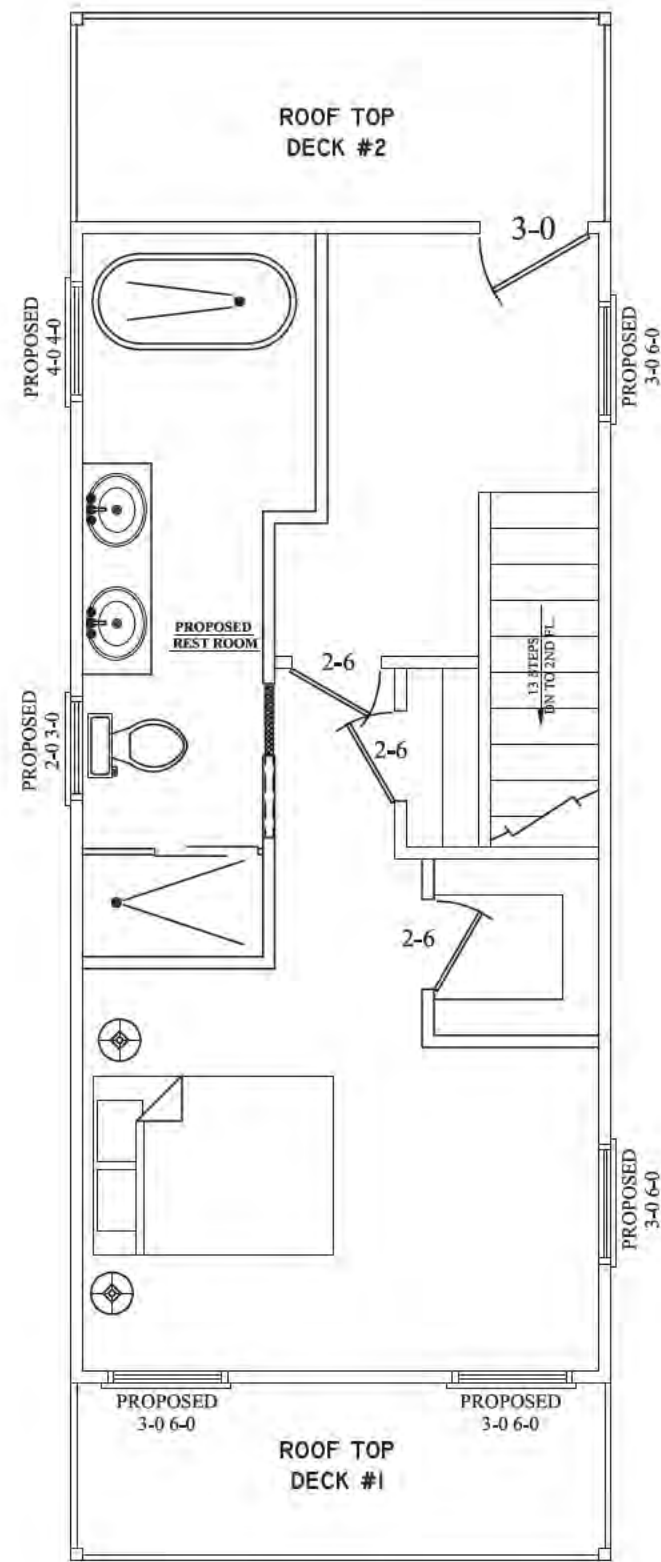 ROOF TOP
DECK #2
3-0
PROPOSED
4-0 4-0
PROPOSED
3-0 6-0
PROPOSED
REST ROOM
2-6
13 STEPS
DN TO 2ND FL.
PROPOSED
2-0 3-0
2-6
2-6
PROPOSED
3-0 6-0
PROPOSED
3-0 6-0
PROPOSED
3-0 6-0
ROOF TOP
DECK #1